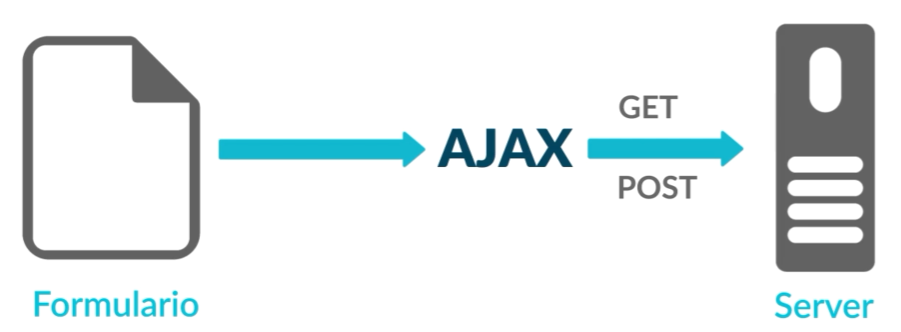 GET
AJAX
POST
Formulario
Server